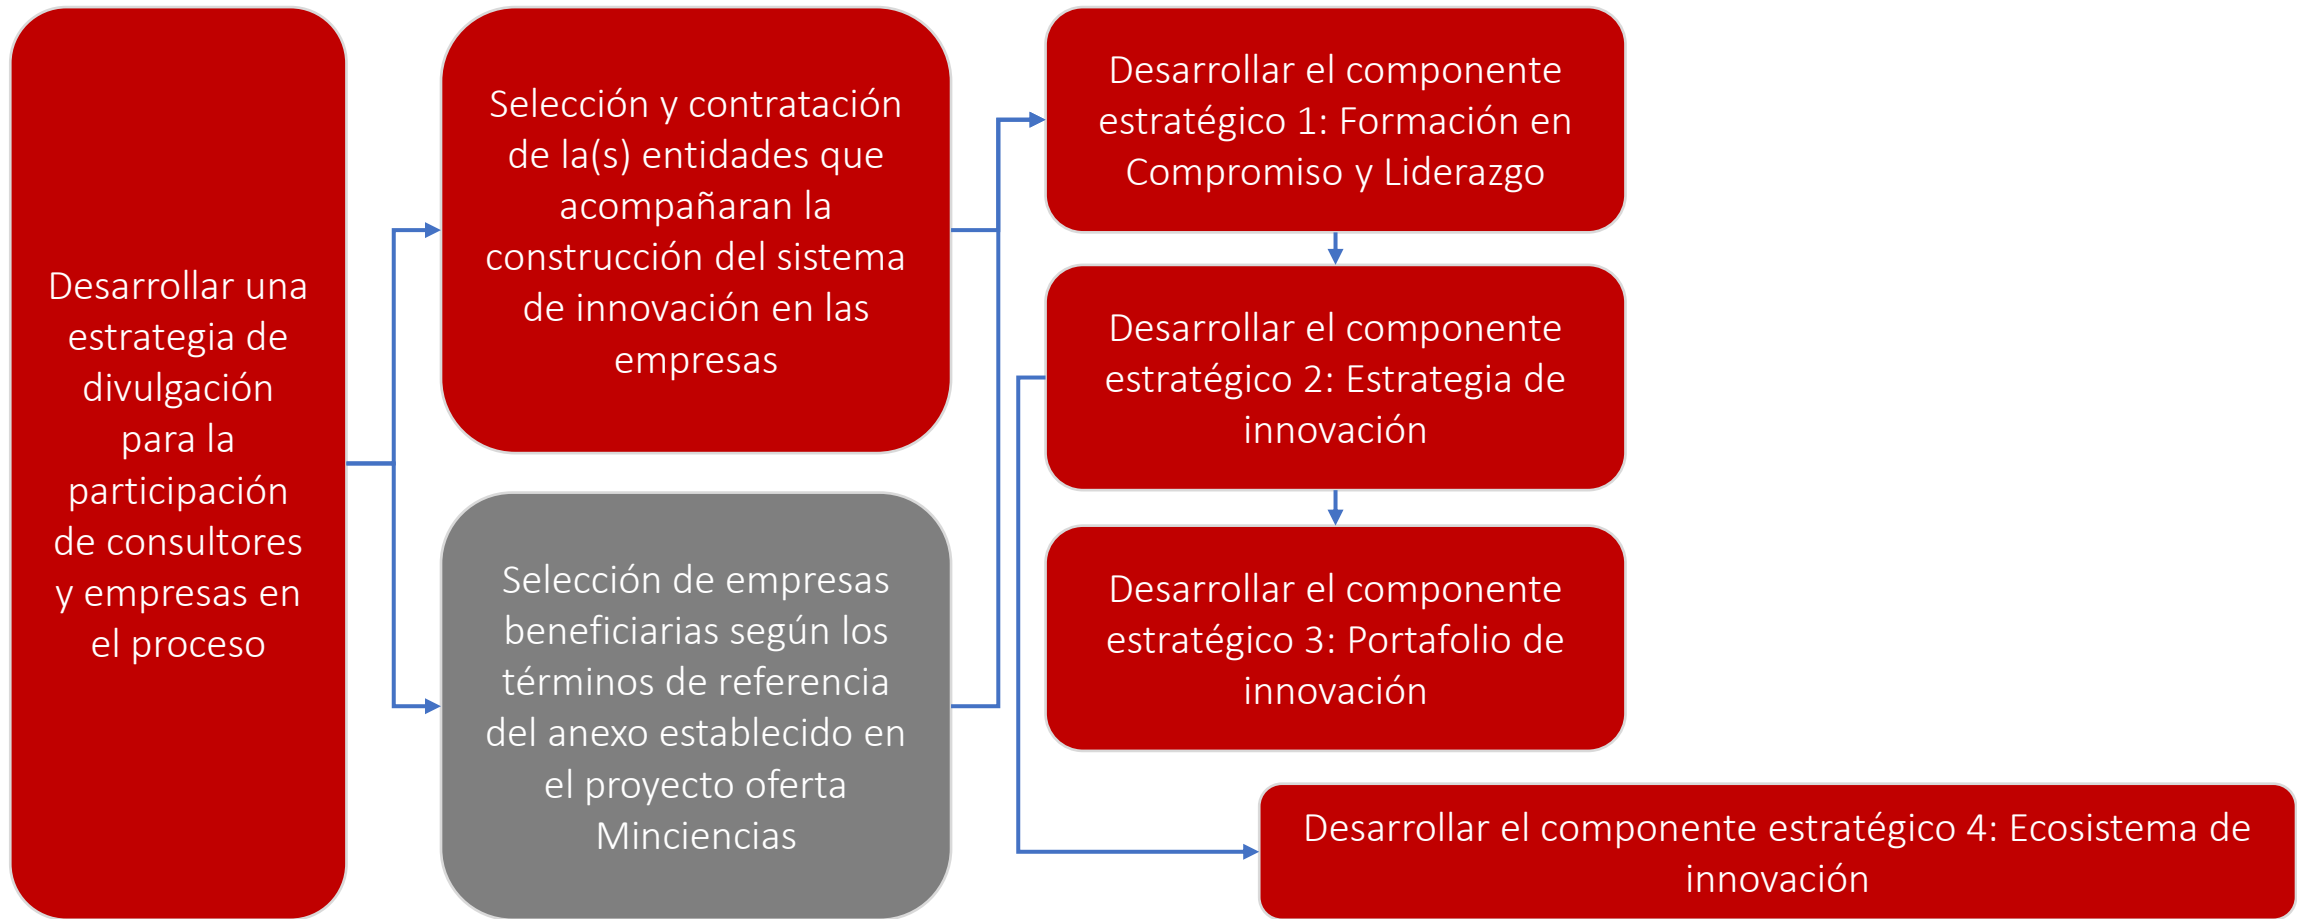 Desarrollar una
estrategia de
divulgación
para la
participación
de consultores
y empresas en
el proceso
Selección y contratación
de la(s) entidades que
acompañaran la
construcción del sistema
de innovación en las
empresas
Selección de empresas
beneficiarias según los
términos de referencia
del anexo establecido en
el proyecto oferta
Minciencias
Desarrollar el componente
estratégico 1: Formación en
Compromiso y Liderazgo
Desarrollar el componente
estratégico 2: Estrategia de
innovación
Desarrollar el componente
estratégico 3: Portafolio de
innovación
Desarrollar el componente estratégico 4: Ecosistema de
innovación